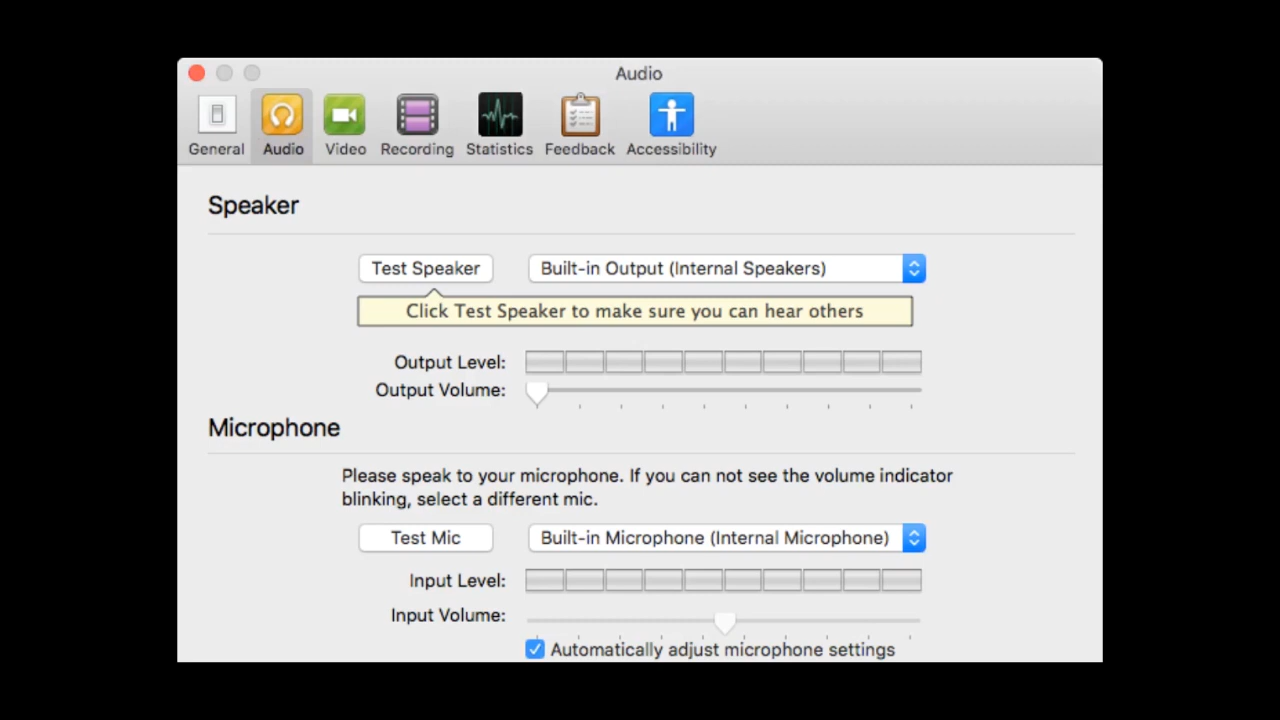 Audio
General Audio Video Recording Statistics Feedback Accessibility
Speaker
Test Speaker Built-in Output (Internal Speakers)
Click Test Speaker to make sure you can hear others
Output Level:
Output Volume:
Microphone
Please speak to your microphone. If you can not see the volume indicator
blinking, select a different mic.
Test Mic Built-in Microphone (Internal Microphone)
Input Level:
Input Volume:
Automatically adjust microphone settings